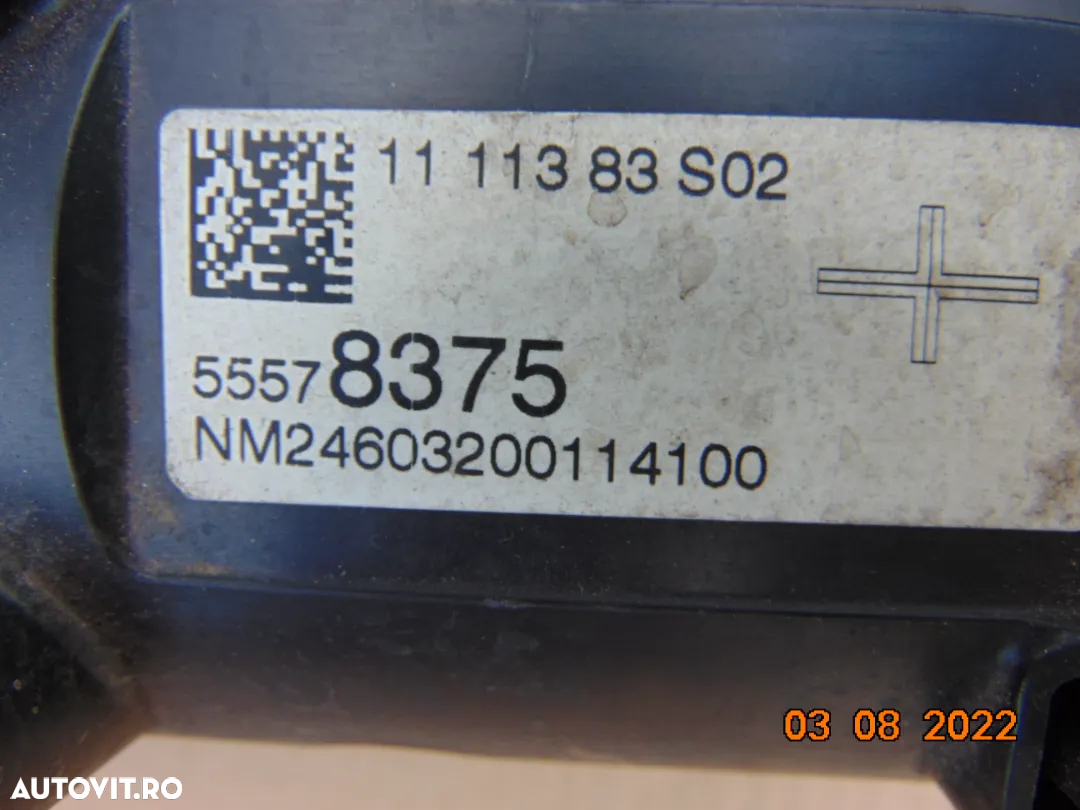 11 113 83 S02
55578375
NM24603200114100
03 08 2022
AUTOVIT.RO